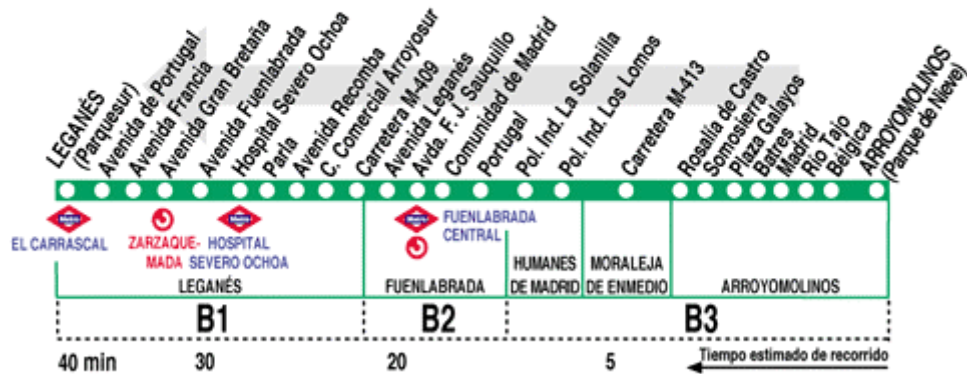 LEGANÉS
(Parquesur)
Avenida de Portugal
Avenida Francia
Avenida Gran Bretaña
Avenida Fuenlabrada
Hospital Severo Ochoa
Parla
Avenida Recomba
C. Comercial Arroyosur
Carretera M-409
Avenida Leganés
Avda. F. J. Sauquillo
Comunidad de Madrid
Portugal
Pol. Ind. La Solanilla
Pol. Ind. Los Lomos
Carretera M-413
Rosalía de Castro
Somosierra
Plaza Galayos
Batres
Madrid
Río Tajo
Bélgica
ARROYOMOLINOS
(Parque de Nieve)
Metro
EL CARRASCAL
ZARZAQUE-
MADA
Metro
HOSPITAL
SEVERO OCHOA
Metro
FUENLABRADA
CENTRAL
LEGANÉS
FUENLABRADA
HUMANES
DE MADRID
MORALEJA
DE ENMEDIO
ARROYOMOLINOS
B1
B2
B3
40 min
30
20
5
Tiempo estimado de recorrido